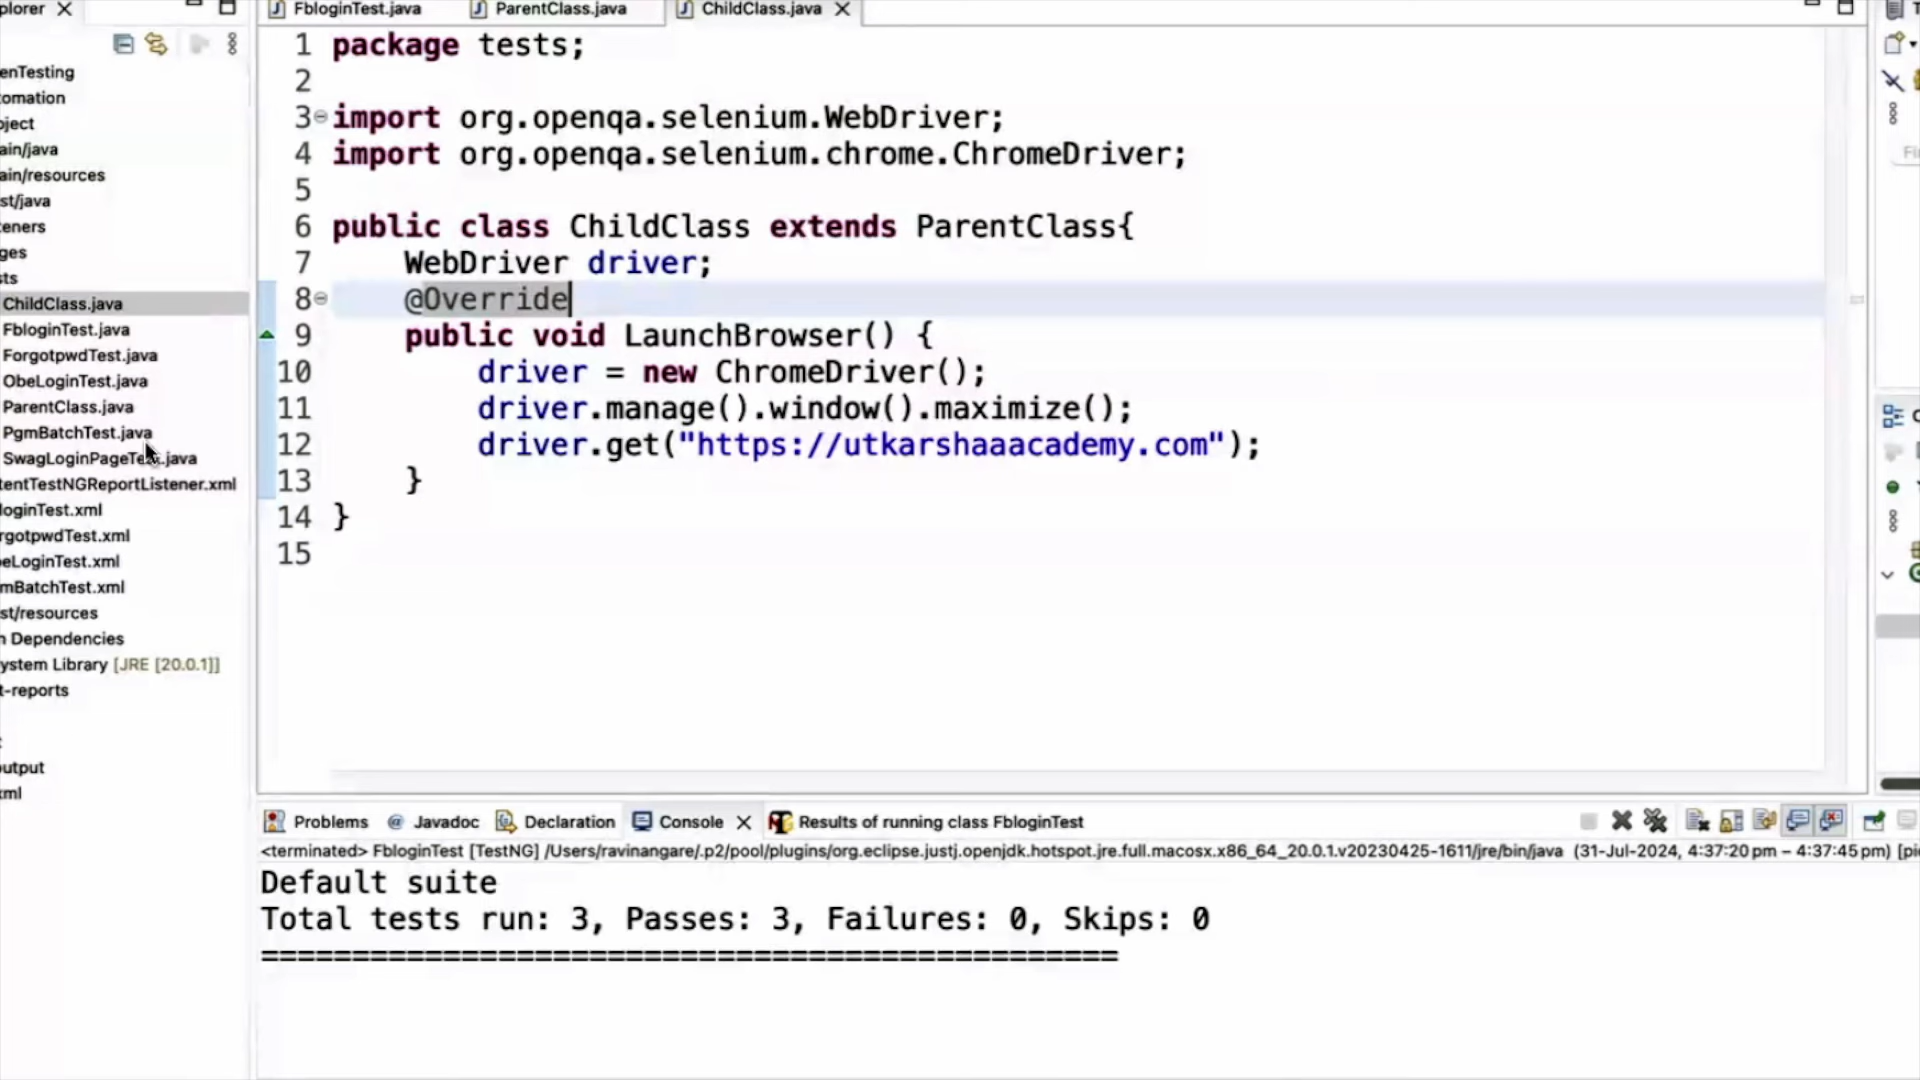 plorer
FbloginTest.java
ParentClass.java
ChildClass.java
enTesting
omation
oject
ain/java
ain/resources
st/java
eners
ges
sts
ChildClass.java
FbloginTest.java
ForgotpwdTest.java
ObeLoginTest.java
ParentClass.java
PgmBatchTest.java
SwagLoginPageTest.java
tentTestNGReportListener.xml
loginTest.xml
rgotpwdTest.xml
eLoginTest.xml
mBatchTest.xml
st/resources
n Dependencies
ystem Library [JRE [20.0.1]]
t-reports
utput
xml
1 package tests;
2
3 import org.openqa.selenium.WebDriver;
4 import org.openqa.selenium.chrome.ChromeDriver;
5
6 public class ChildClass extends ParentClass{
7 WebDriver driver;
8 @Override
9 public void LaunchBrowser() {
10 driver = new ChromeDriver();
11 driver.manage().window().maximize();
12 driver.get("https://utkarshaaacademy.com");
13 }
14 }
15
Problems @ Javadoc Declaration Console Results of running class FbloginTest
<terminated> FbloginTest [TestNG] /Users/ravinangare/.p2/pool/plugins/org.eclipse.justj.openjdk.hotspot.jre.full.macosx.x86_64_20.0.1.v20230425-1611/jre/bin/java (31-Jul-2024, 4:37:20 pm – 4:37:45 pm) [pi
Default suite
Total tests run: 3, Passes: 3, Failures: 0, Skips: 0
===============================================